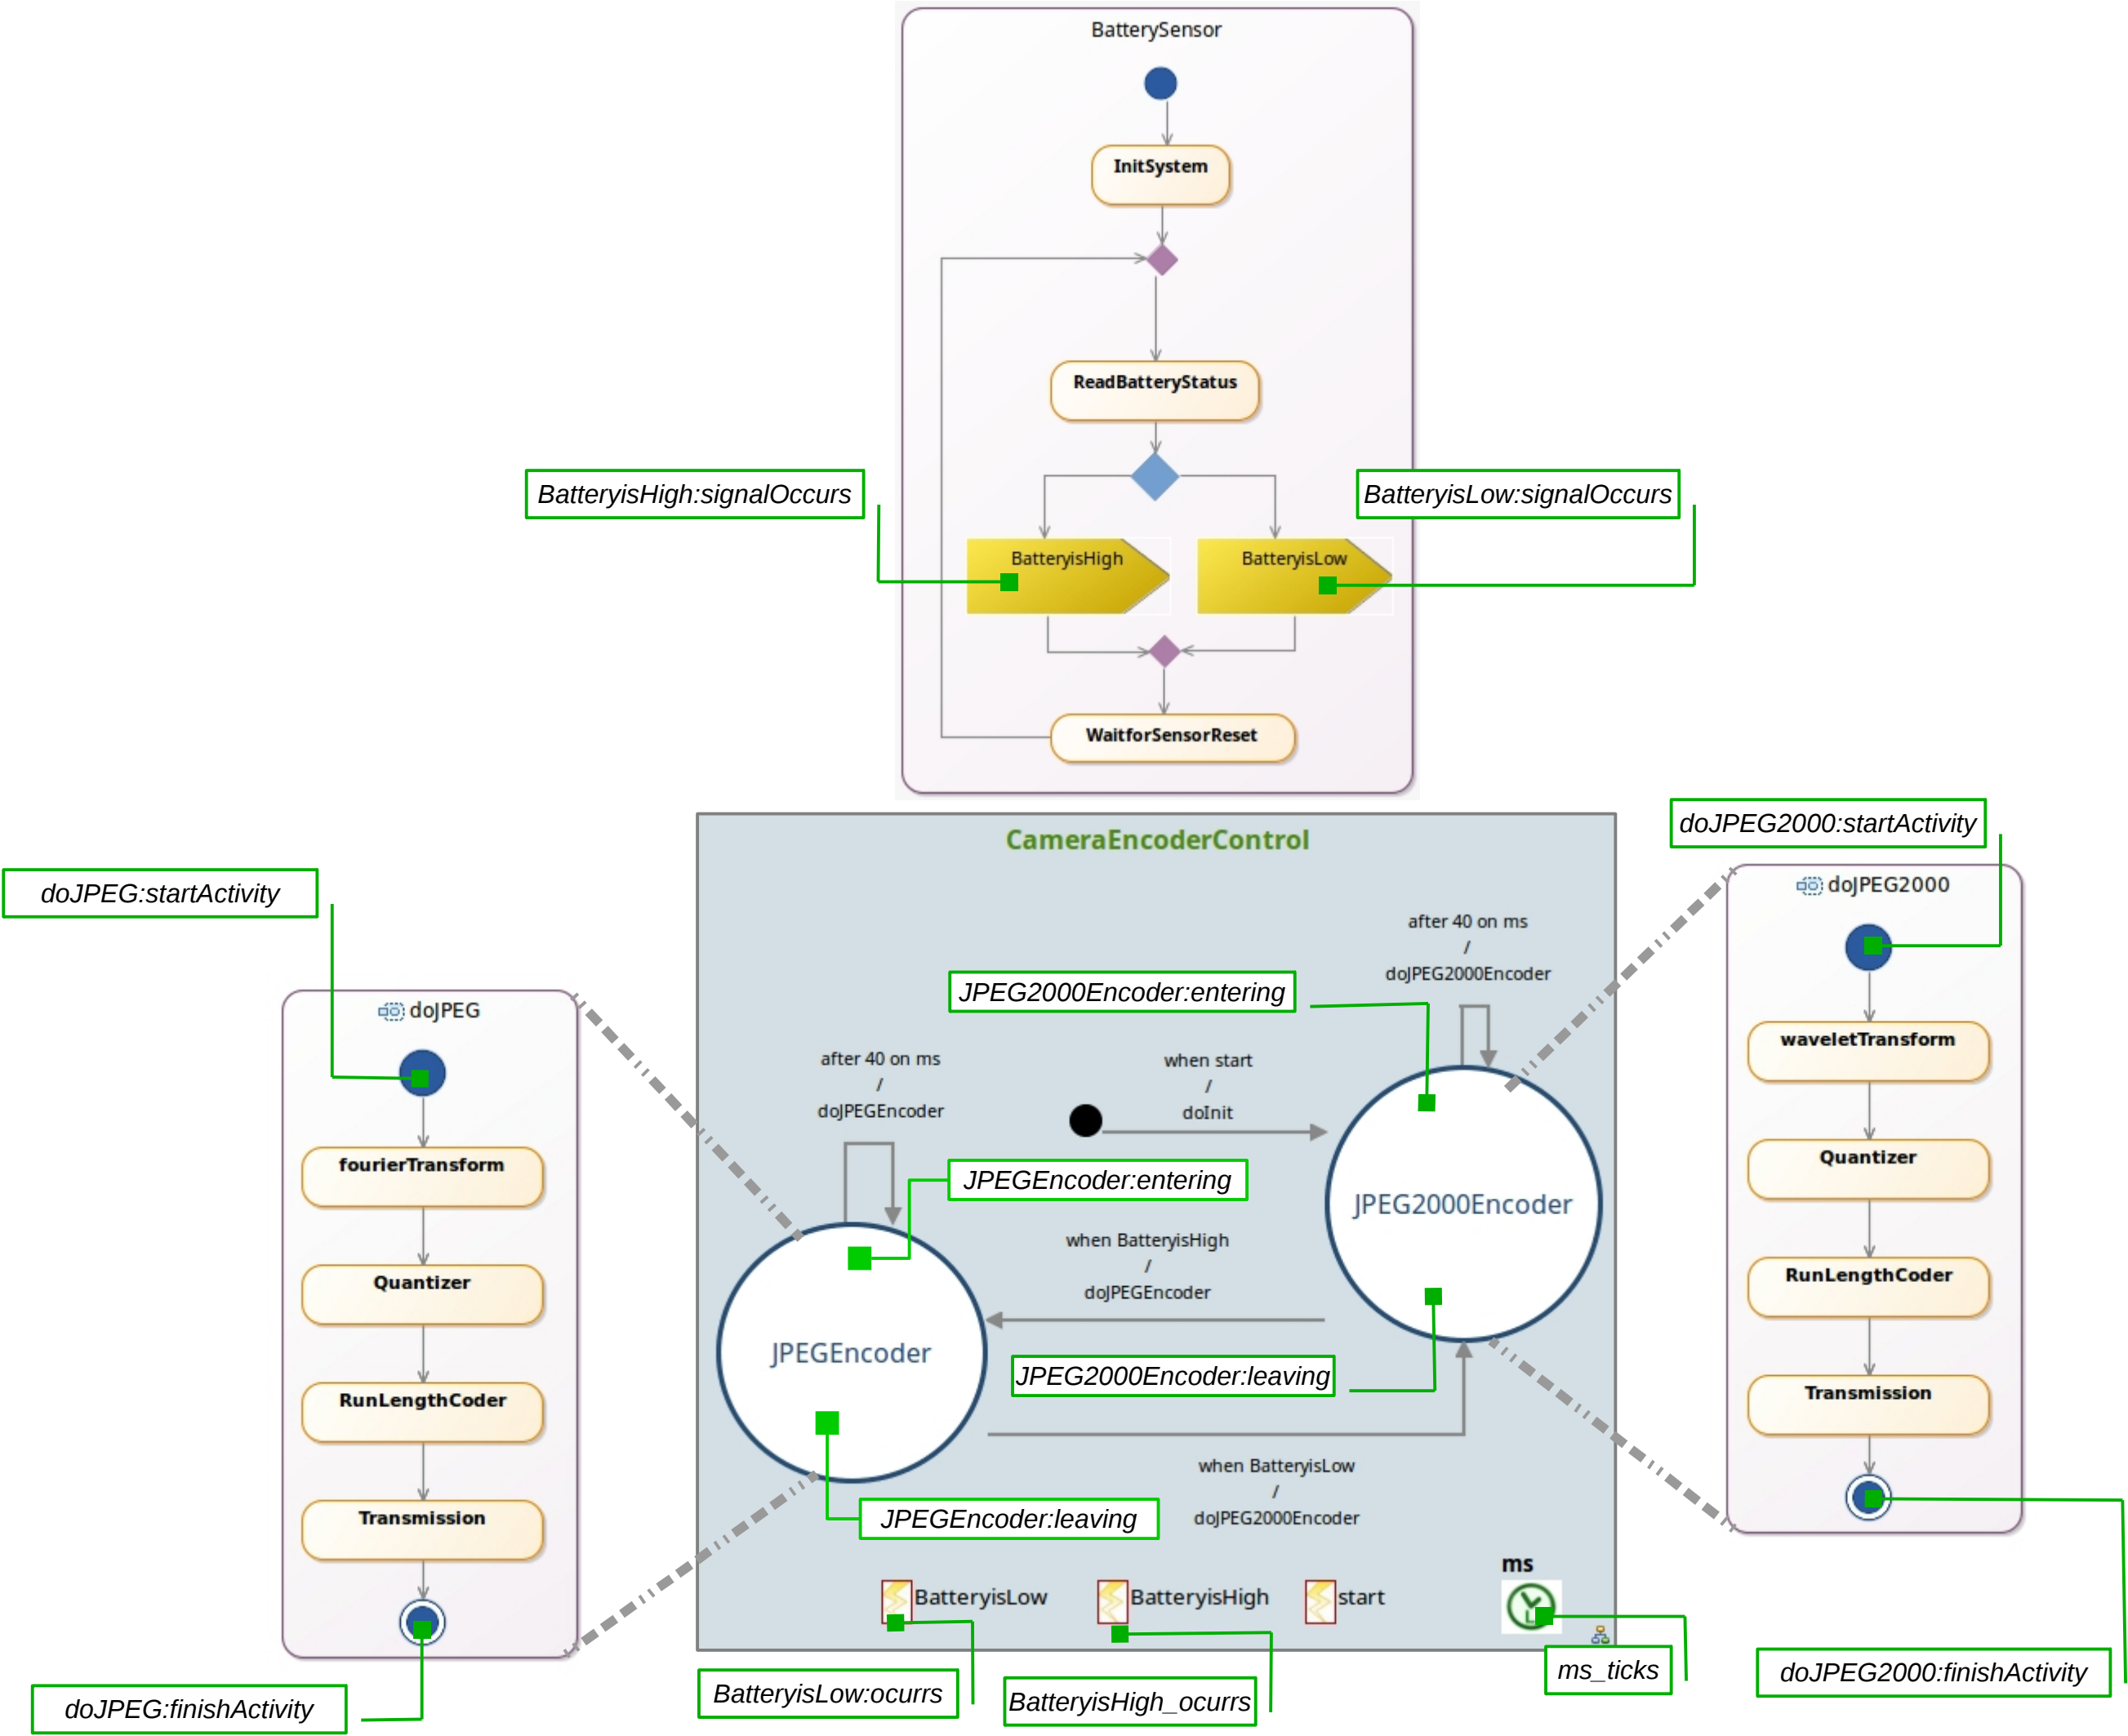 BatterySensor
InitSystem
ReadBatteryStatus
BatteryisHigh:signalOccurs
BatteryisLow:signalOccurs
BatteryisHigh
BatteryisLow
WaitforSensorReset
CameraEncoderControl
doJPEG2000:startActivity
doJPEG:startActivity
doJPEG2000
after 40 on ms
/
doJPEG2000Encoder
JPEG2000Encoder:entering
doJPEG
after 40 on ms
/
doJPEGEncoder
when start
/
doInit
waveletTransform
fourierTransform
JPEGEncoder:entering
Quantizer
JPEG2000Encoder
when BatteryisHigh
/
doJPEGEncoder
Quantizer
RunLengthCoder
JPEGEncoder
JPEG2000Encoder:leaving
RunLengthCoder
Transmission
when BatteryisLow
/
doJPEG2000Encoder
Transmission
JPEGEncoder:leaving
ms
BatteryisLow
BatteryisHigh
start
ms_ticks
doJPEG2000:finishActivity
BatteryisLow:ocurrs
BatteryisHigh_ocurrs
doJPEG:finishActivity